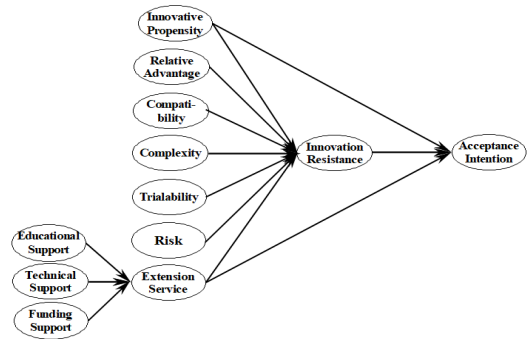 Innovative
Propensity
Relative
Advantage
Compati-
bility
Complexity
Innovation
Resistance
Acceptance
Intention
Trialability
Risk
Educational
Support
Technical
Support
Extension
Service
Funding
Support